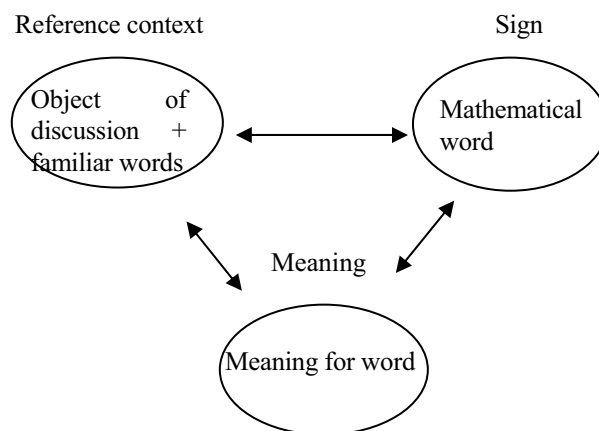 Reference context
Sign
Object of
discussion +
familiar words
Mathematical
word
Meaning
Meaning for word